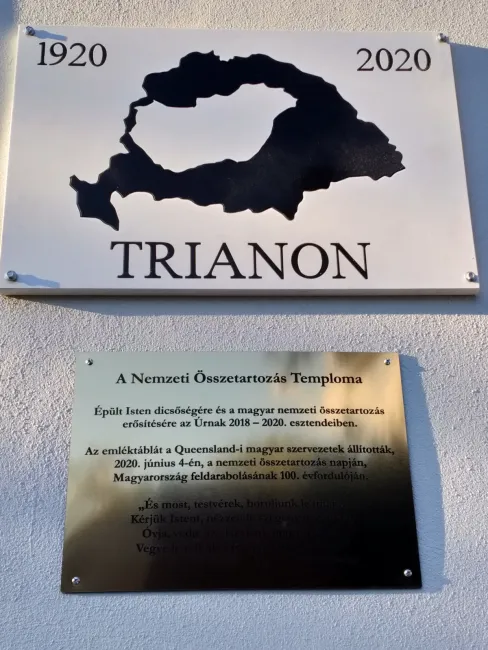 1920
2020
TRIANON
A Nemzeti Összetartozás Temploma
Épült Isten dicsőségére és a magyar nemzeti összetartozás
erősítésére az Úrnak 2018 – 2020. esztendeiben.
Az emléktáblát a Queensland-i magyar szervezetek állították,
2020. június 4-én, a nemzeti összetartozás napján,
Magyarország feldarabolásának 100. évfordulóján.
„És most, testvérek,
Kérjük Istent,